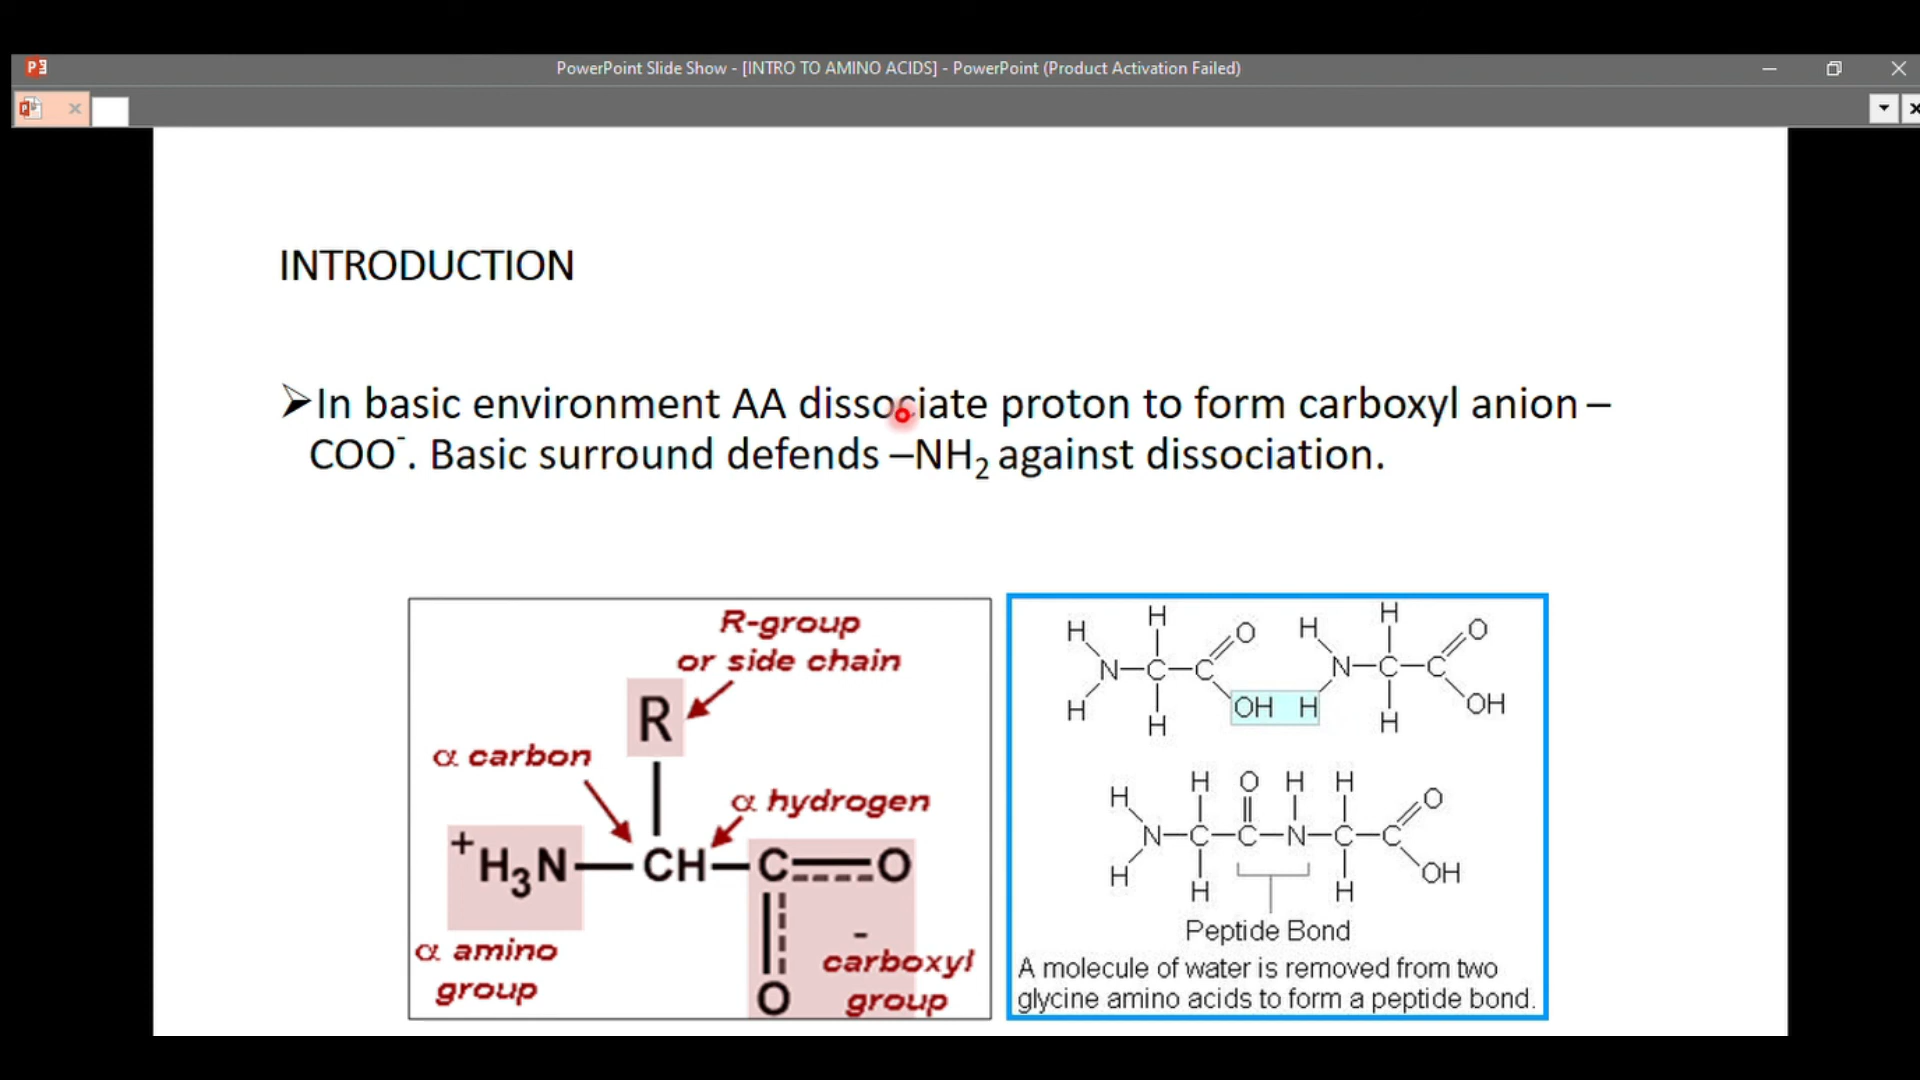 PowerPoint Slide Show - [INTRO TO AMINO ACIDS] - PowerPoint (Product Activation Failed)
INTRODUCTION
➤In basic environment AA dissociate proton to form carboxyl anion –
COO⁻. Basic surround defends –NH₂ against dissociation.
R-group
or side chain
R
α carbon
α hydrogen
⁺H₃N—CH—C=O
O
-
α amino
group
carboxyl
group
H H O H H O
N—C—C N—C—C
H H OH H H OH
H H O H H O
N—C—C—N—C—C
H H H OH
Peptide Bond
A molecule of water is removed from two
glycine amino acids to form a peptide bond.